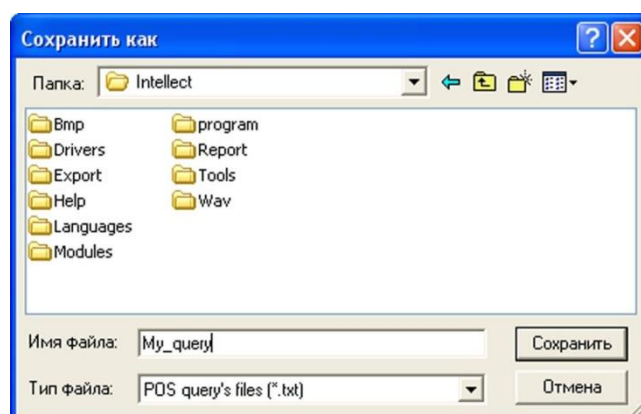 Сохранить как
Папка: Intellect
Bmp program
Drivers Report
Export Tools
Help Wav
Languages
Modules
Имя файла: My_query Сохранить
Тип файла: POS query's files (*.txt) Отмена